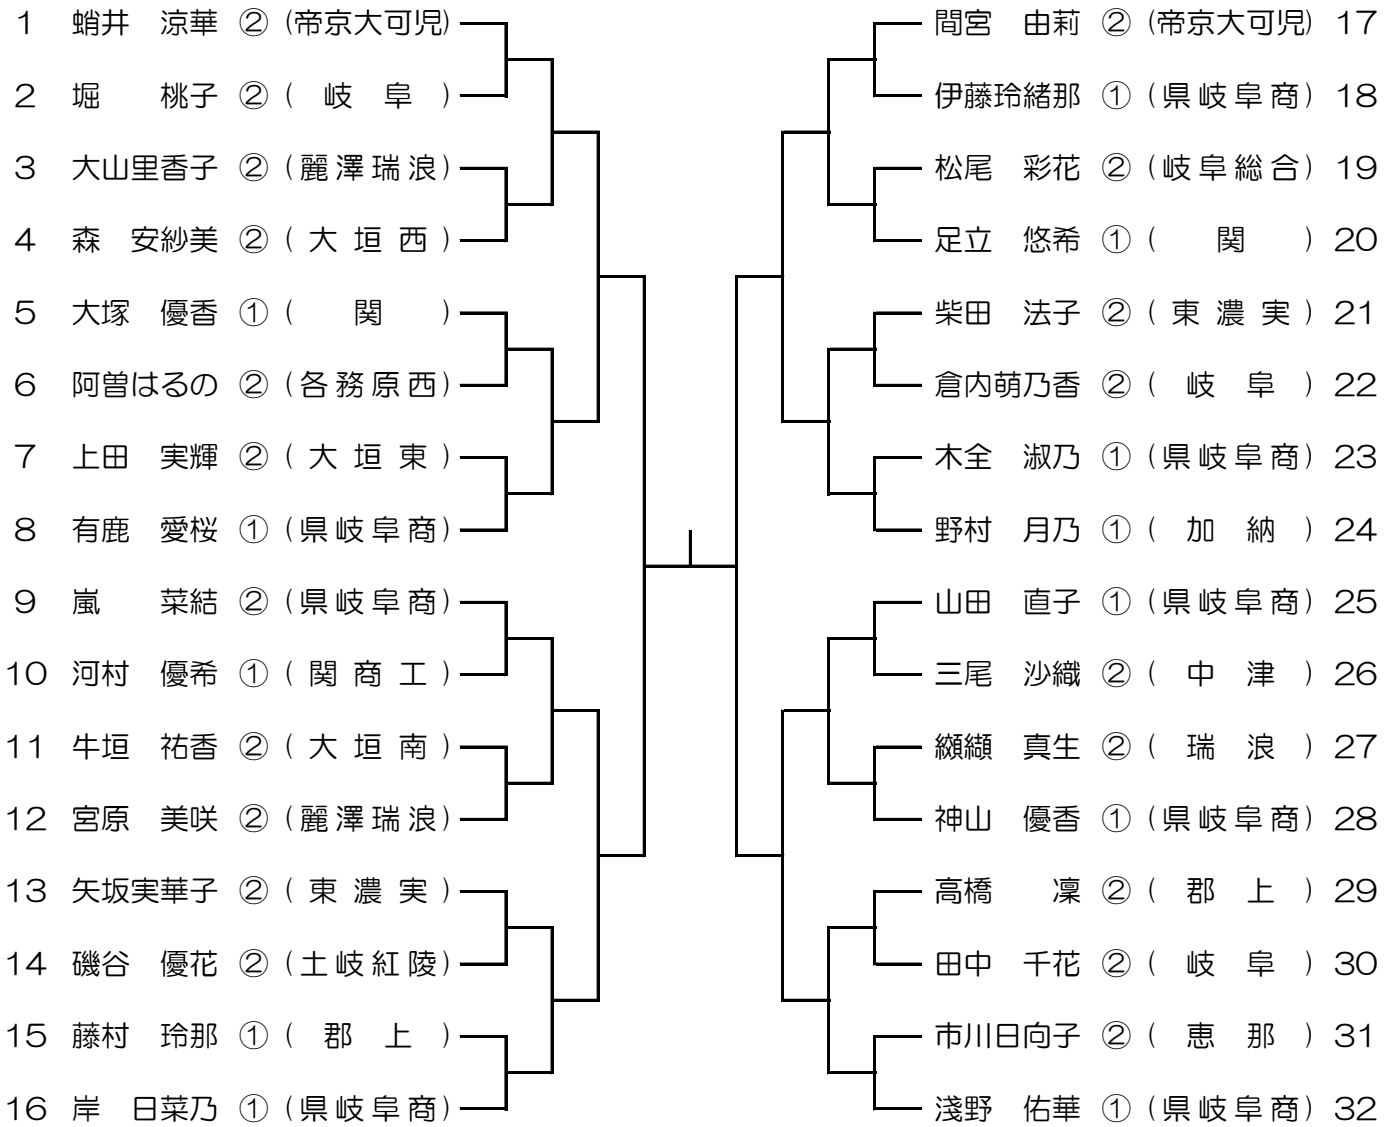 1 蛸井 涼華 ② (帝京大可児)
2 堀 桃子 ② ( 岐 阜 )
3 大山里香子 ② (麗澤瑞浪)
4 森 安紗美 ② ( 大 垣 西 )
5 大塚 優香 ① ( 関 )
6 阿曽はるの ② (各務原西)
7 上田 実輝 ② ( 大 垣 東 )
8 有鹿 愛桜 ① (県岐阜商)
9 嵐 菜結 ② (県岐阜商)
10 河村 優希 ① ( 関 商 工 )
11 牛垣 祐香 ② ( 大 垣 南 )
12 宮原 美咲 ② (麗澤瑞浪)
13 矢坂実華子 ② ( 東 濃 実 )
14 磯谷 優花 ② (土岐紅陵)
15 藤村 玲那 ① ( 郡 上 )
16 岸 日菜乃 ① (県岐阜商)
間宮 由莉 ② (帝京大可児) 17
伊藤玲緒那 ① (県岐阜商) 18
松尾 彩花 ② (岐阜総合) 19
足立 悠希 ① ( 関 ) 20
柴田 法子 ② ( 東 濃 実 ) 21
倉内萌乃香 ② ( 岐 阜 ) 22
木全 淑乃 ① (県岐阜商) 23
野村 月乃 ① ( 加 納 ) 24
山田 直子 ① (県岐阜商) 25
三尾 沙織 ② ( 中 津 ) 26
纐纈 真生 ② ( 瑞 浪 ) 27
神山 優香 ① (県岐阜商) 28
高橋 凜 ② ( 郡 上 ) 29
田中 千花 ② ( 岐 阜 ) 30
市川日向子 ② ( 恵 那 ) 31
淺野 佑華 ① (県岐阜商) 32